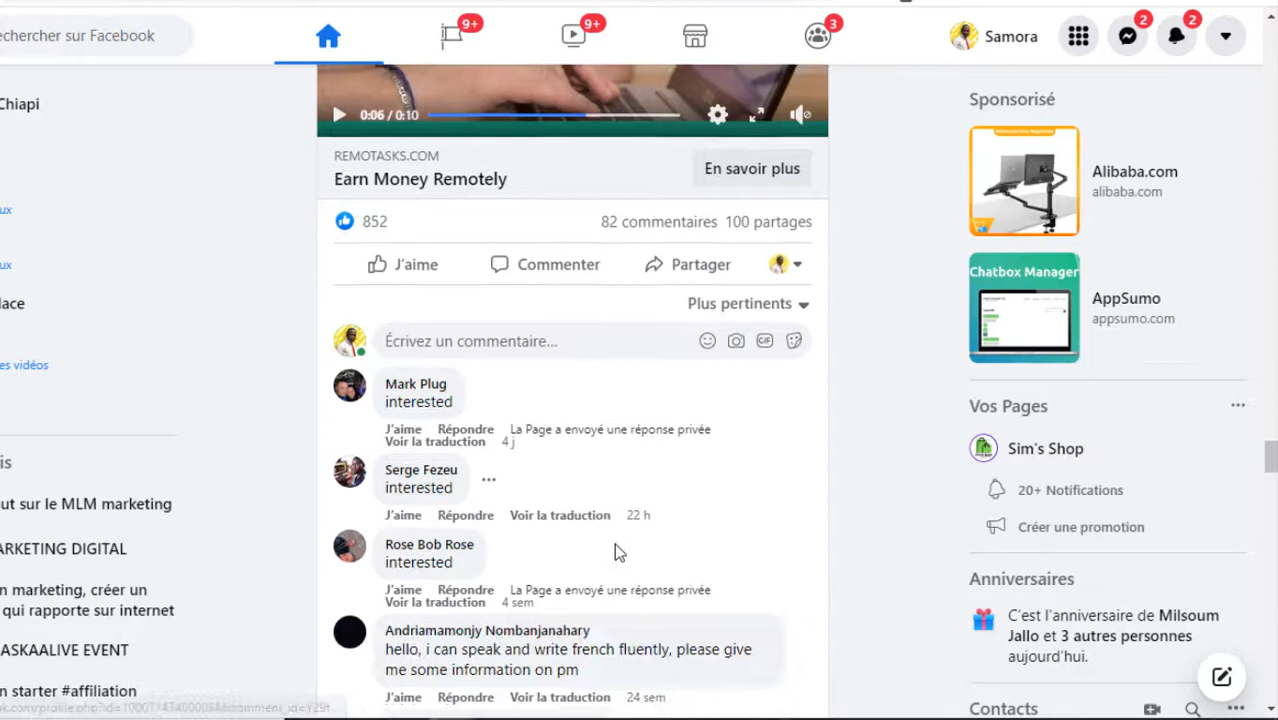 echercher sur Facebook
9+
9+
3
Samora
2
2
Chiapi
ux
ux
lace
es vidéos
is
out sur le MLM marketing
ARKETING DIGITAL
n marketing, créer un
qui rapporte sur internet
ASKAALIVE EVENT
n starter #affiliation
0:06 / 0:10
REMOTASKS.COM
Earn Money Remotely
En savoir plus
852
82 commentaires 100 partages
J'aime
Commenter
Partager
Plus pertinents
Écrivez un commentaire...
GIF
Mark Plug
interested
J'aime Répondre La Page a envoyé une réponse privée
Voir la traduction 4 j
Serge Fezeu
interested
J'aime Répondre Voir la traduction 22 h
Rose Bob Rose
interested
J'aime Répondre La Page a envoyé une réponse privée
Voir la traduction 4 sem
Andriamamonjy Nombanjanahary
hello, i can speak and write french fluently, please give
me some information on pm
J'aime Répondre Voir la traduction 24 sem
Sponsorisé
Alibaba.com
alibaba.com
Chatbox Manager
AppSumo
appsumo.com
Vos Pages
Sim's Shop
20+ Notifications
Créer une promotion
Anniversaires
C'est l'anniversaire de Milsoum
Jallo et 3 autres personnes
aujourd'hui.
Contacts